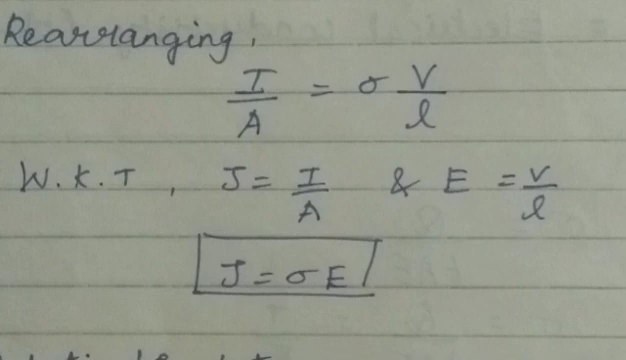 Rearranging,
I/A = σ V/l
W.K.T, J = I/A & E = V/l
J = σE